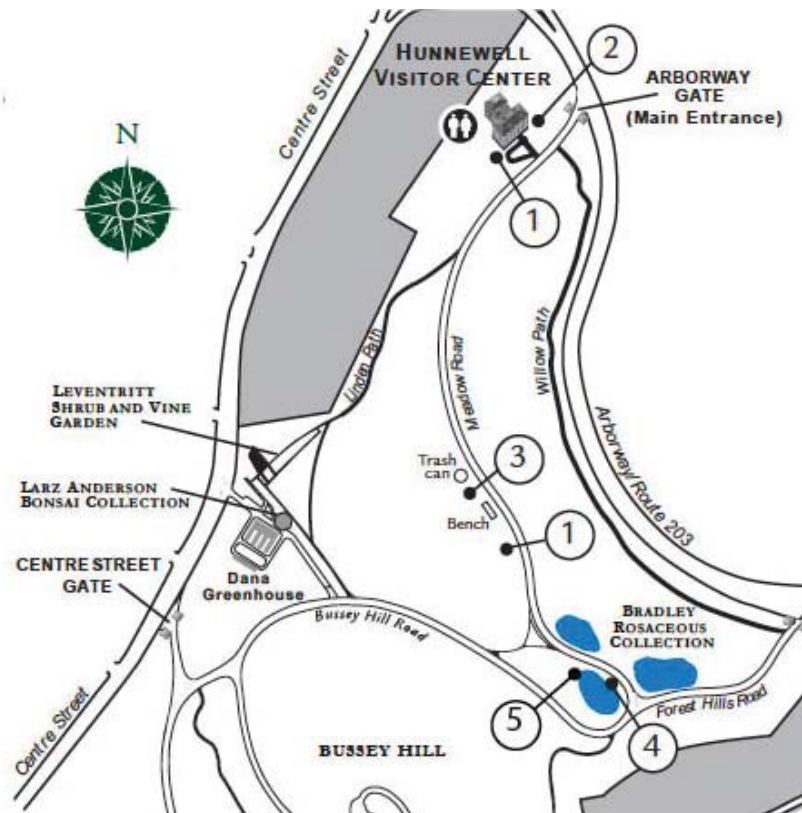 HUNNEWELL
VISITOR CENTER
2
ARBORWAY
GATE
(Main Entrance)
Centre Street
N
1
Linden Path
Meadow Road
Willow Path
Arborway/Route 203
LEVENTRITT
SHRUB AND VINE
GARDEN
Trash
can
3
LARZ ANDERSON
BONSAI COLLECTION
Bench
1
CENTRE STREET
GATE
Dana
Greenhouse
Bussey Hill Road
BRADLEY
ROSACEOUS
COLLECTION
Centre Street
5
Forest Hills Road
4
BUSSEY HILL